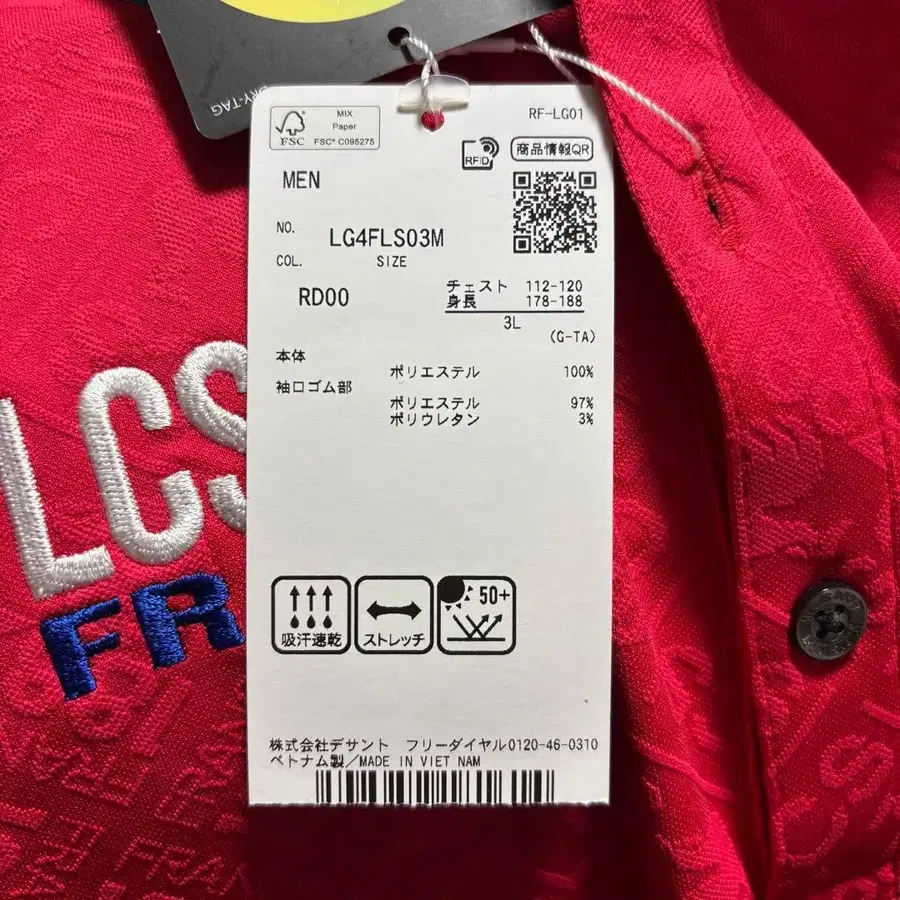 DRY-TAG
FSC
MIX
Paper
FSC® C095275
RF-LG01
RFID
商品情報QR
MEN
NO.
LG4FLS03M
COL. SIZE
RD00
チェスト 112-120
身長 178-188
3L
(G-TA)
本体
ポリエステル 100%
袖口ゴム部
ポリエステル 97%
ポリウレタン 3%
吸汗速乾
ストレッチ
50+
株式会社デサント フリーダイヤル0120-46-0310
ベトナム製/MADE IN VIET NAM
LCS
FR
FRAN